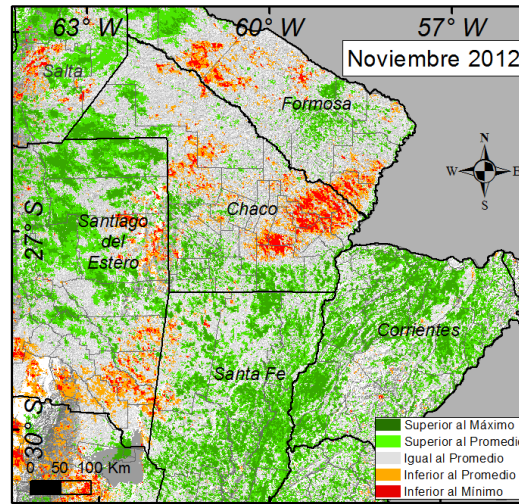 63° W
60° W
57° W
Noviembre 2012
Salta
Formosa
N
W
E
S
Chaco
27° S
Santiago
del
Estero
Corrientes
Santa Fe
30° S
Superior al Máximo
Superior al Promedio
Igual al Promedio
Inferior al Promedio
Inferior al Mínimo
0 50 100 Km